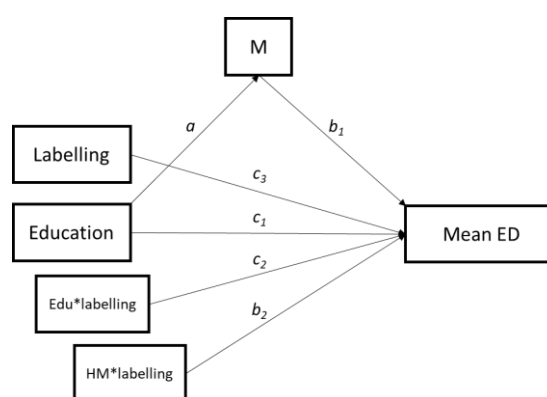 M
a
b1
Labelling
c3
Education
c1
Mean ED
c2
Edu*labelling
b2
HM*labelling